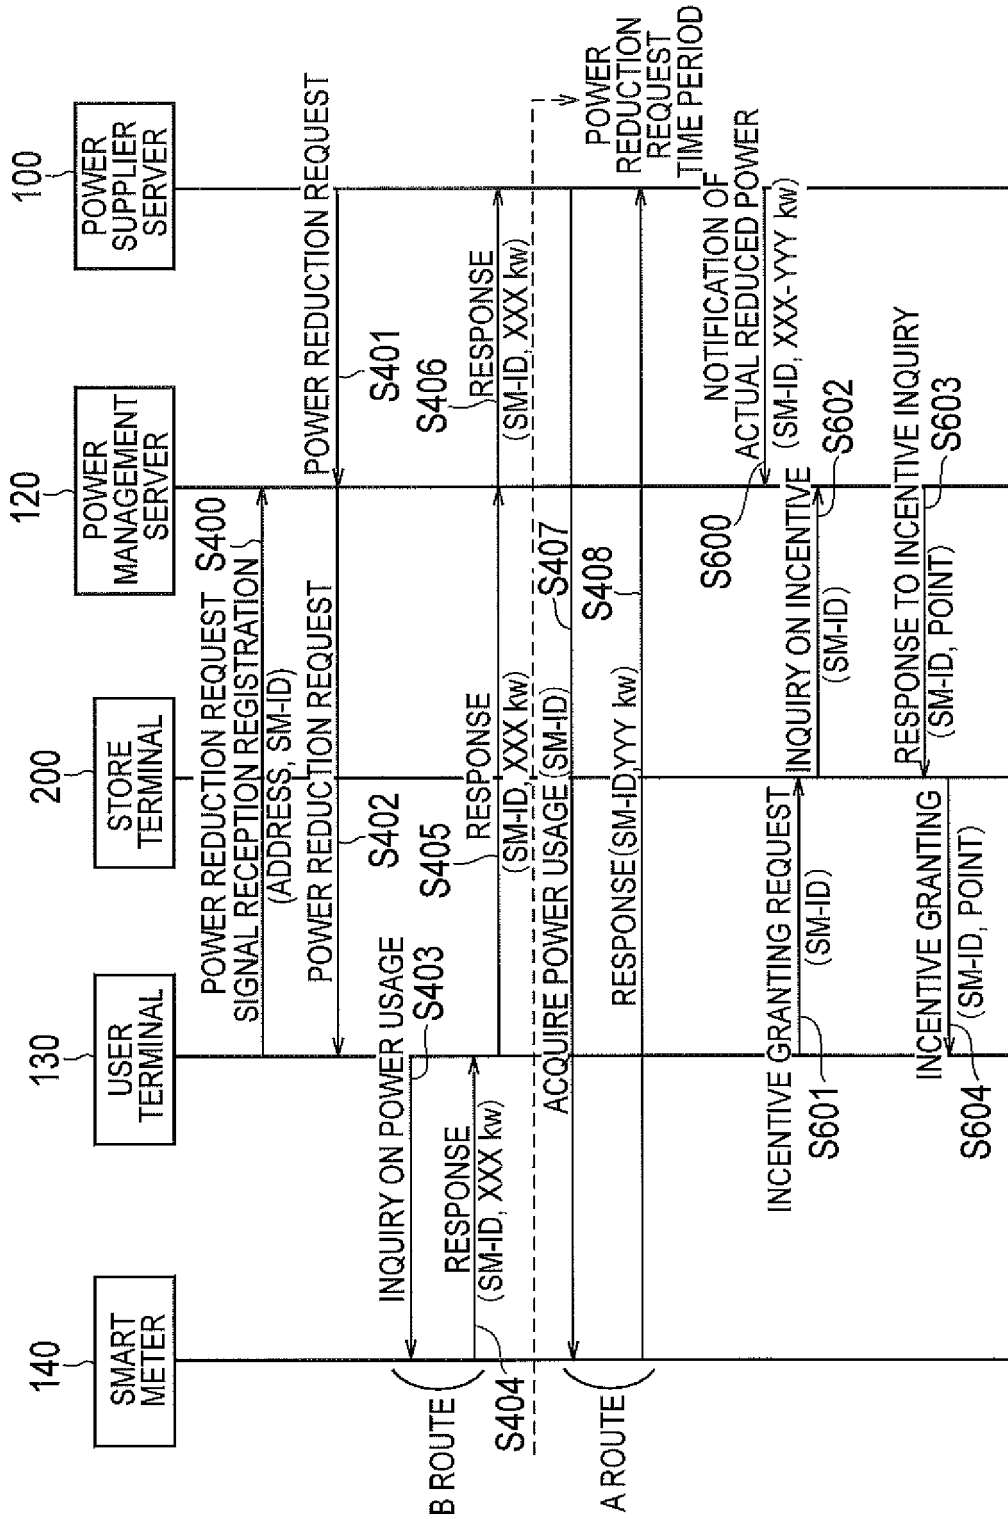 140
SMART
METER
130
USER
TERMINAL
200
STORE
TERMINAL
120
POWER
MANAGEMENT
SERVER
100
POWER
SUPPLIER
SERVER
POWER REDUCTION REQUEST
SIGNAL RECEPTION REGISTRATION
(ADDRESS, SM-ID)
S400
POWER REDUCTION REQUEST
S401
POWER REDUCTION REQUEST
S402
B ROUTE
INQUIRY ON POWER USAGE
S403
RESPONSE
(SM-ID, XXX kw)
S404
S405
RESPONSE
(SM-ID, XXX kw)
S406
RESPONSE
(SM-ID, XXX kw)
POWER
REDUCTION
REQUEST
TIME PERIOD
A ROUTE
ACQUIRE POWER USAGE (SM-ID)
S407
RESPONSE(SM-IDYYY kw)
S408
NOTIFICATION OF
ACTUAL REDUCED POWER
(SM-ID, XXX-YYY kw)
S600
INCENTIVE GRANTING REQUEST
(SM-ID)
S601
INQUIRY ON INCENTIVE
(SM-ID)
S602
RESPONSE TO INCENTIVE INQUIRY
(SM-ID, POINT)
S603
INCENTIVE GRANTING
(SM-ID, POINT)
S604